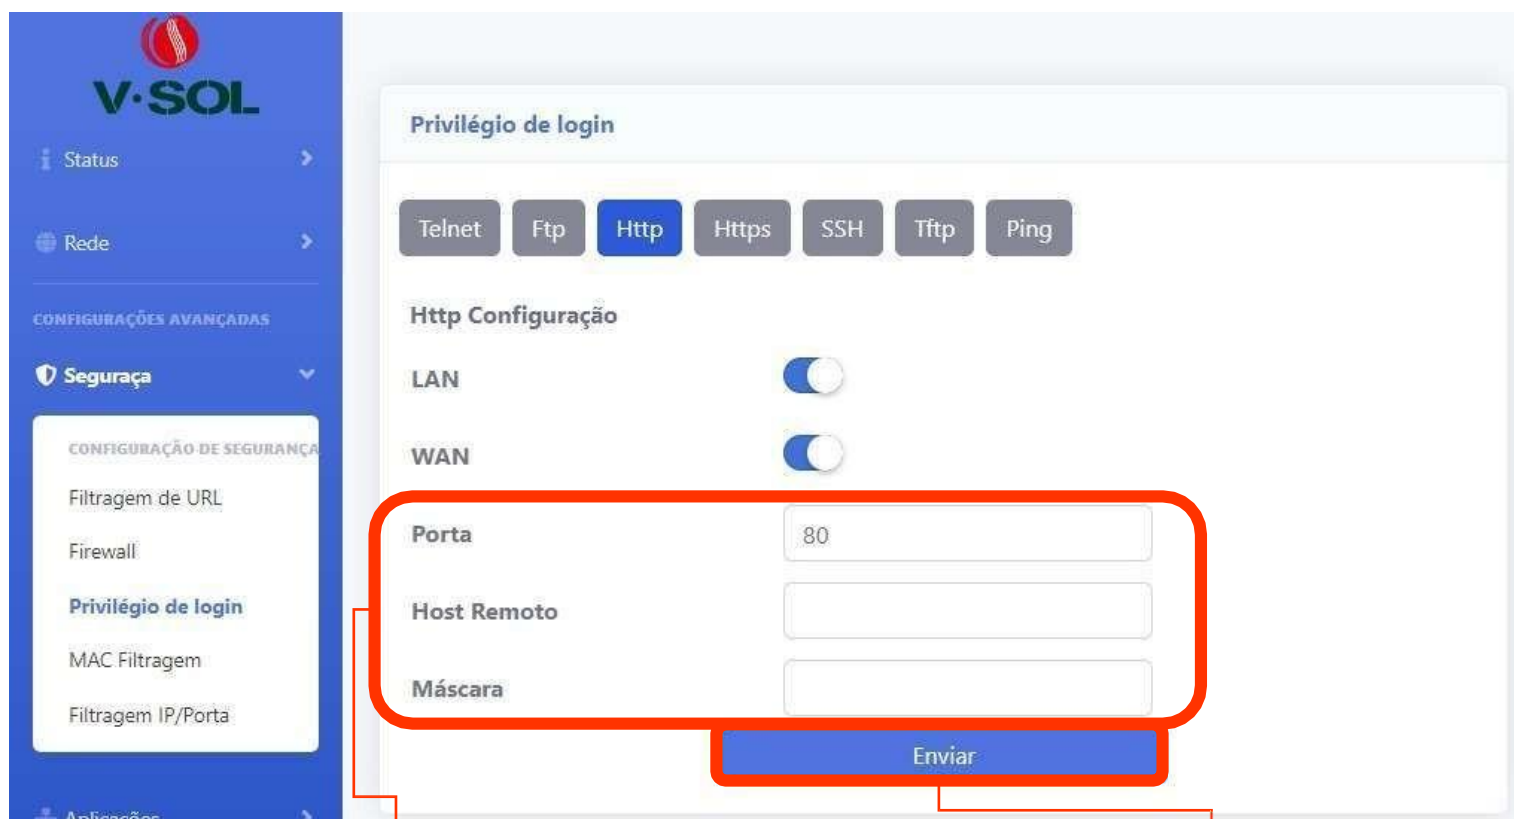 V·SOL
Status
Rede
CONFIGURAÇÕES AVANÇADAS
Seguraça
CONFIGURAÇÃO DE SEGURANÇA
Filtragem de URL
Firewall
Privilégio de login
MAC Filtragem
Filtragem IP/Porta
Aplicações
Privilégio de login
Telnet Ftp Http Https SSH Tftp Ping
Http Configuração
LAN
WAN
Porta 80
Host Remoto
Máscara
Enviar